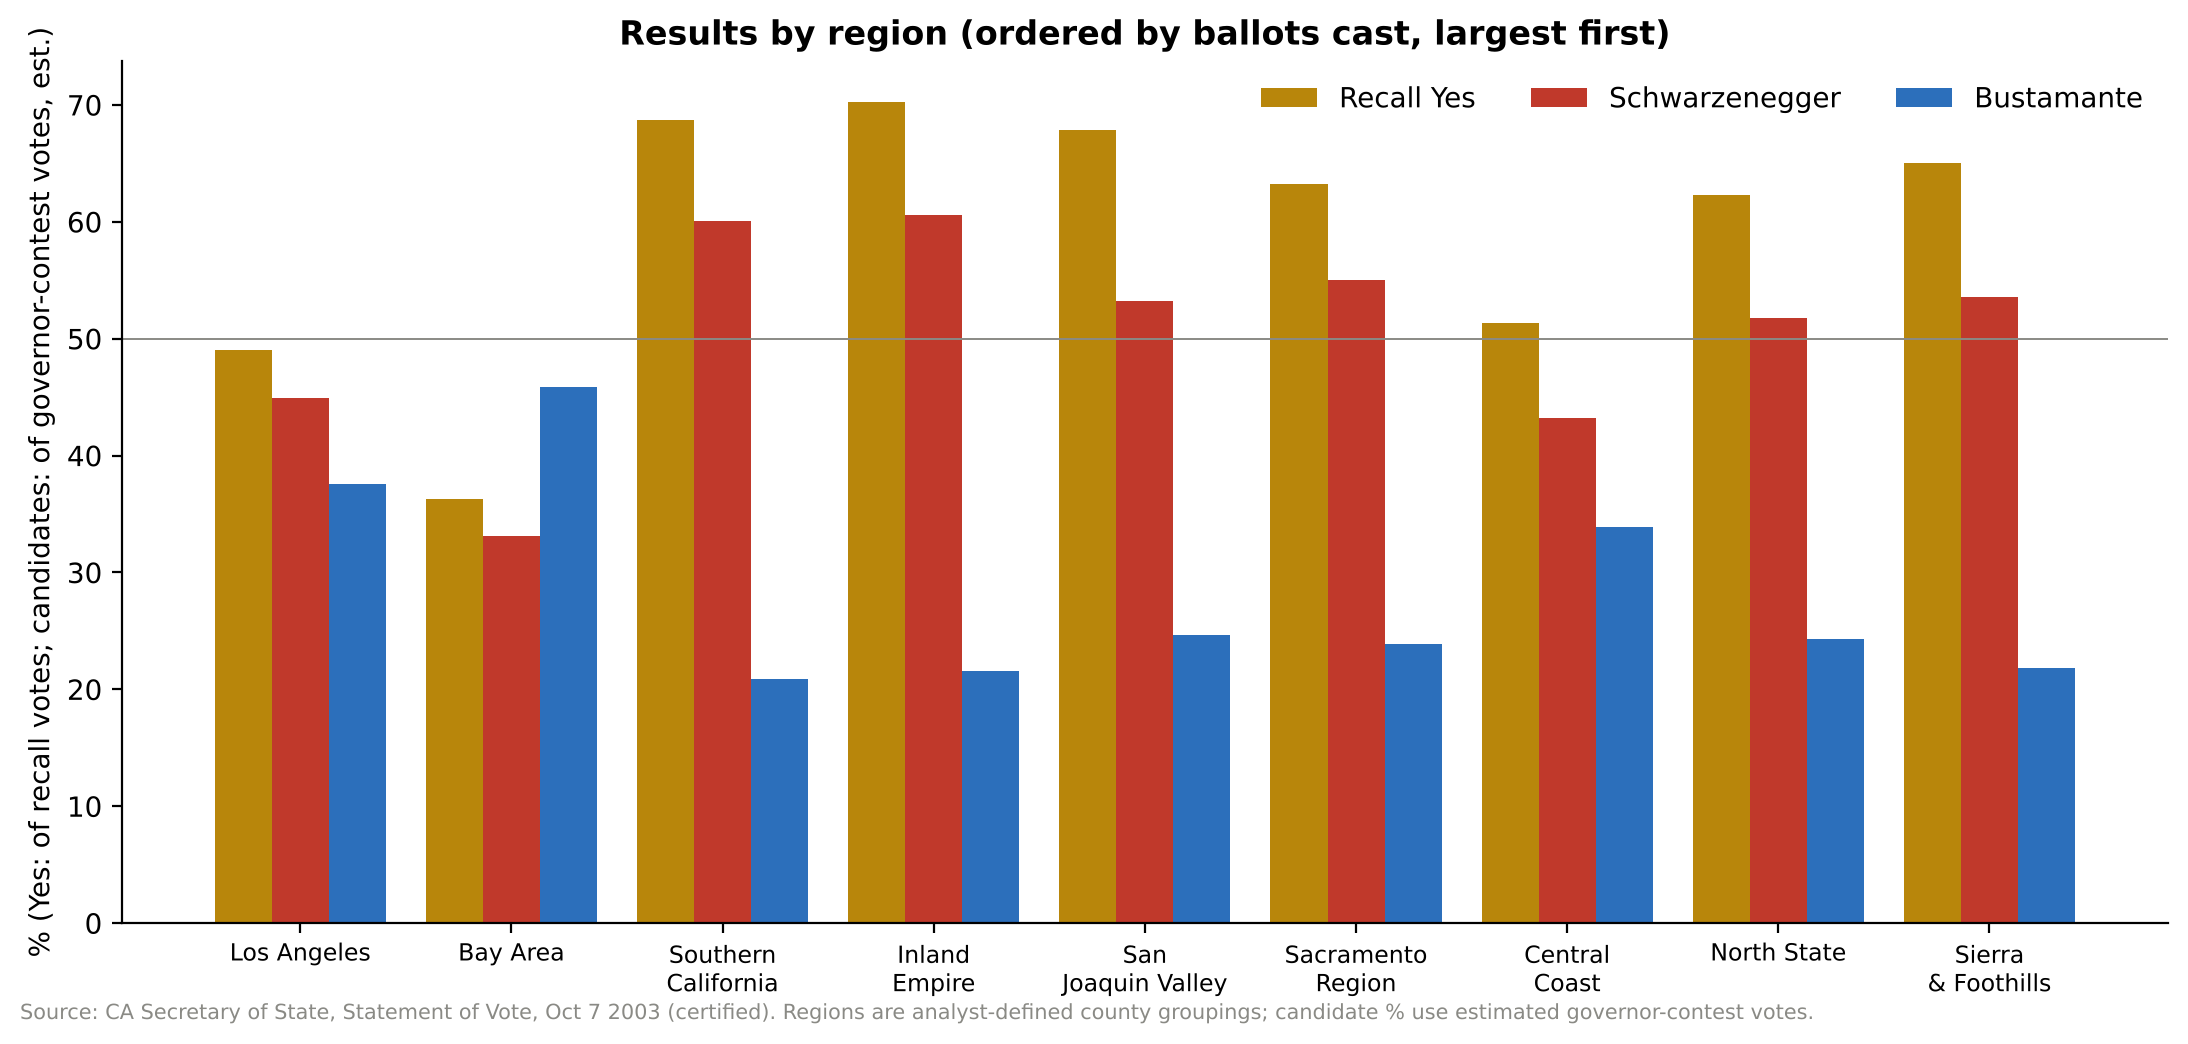 Results by region (ordered by ballots cast, largest first)
% (Yes: of recall votes; candidates: of governor-contest votes, est.)
Recall Yes
Schwarzenegger
Bustamante
70
60
50
40
30
20
10
0
Los Angeles
Bay Area
Southern
California
Inland
Empire
San
Joaquin Valley
Sacramento
Region
Central
Coast
North State
Sierra
& Foothills
Source: CA Secretary of State, Statement of Vote, Oct 7 2003 (certified). Regions are analyst-defined county groupings; candidate % use estimated governor-contest votes.